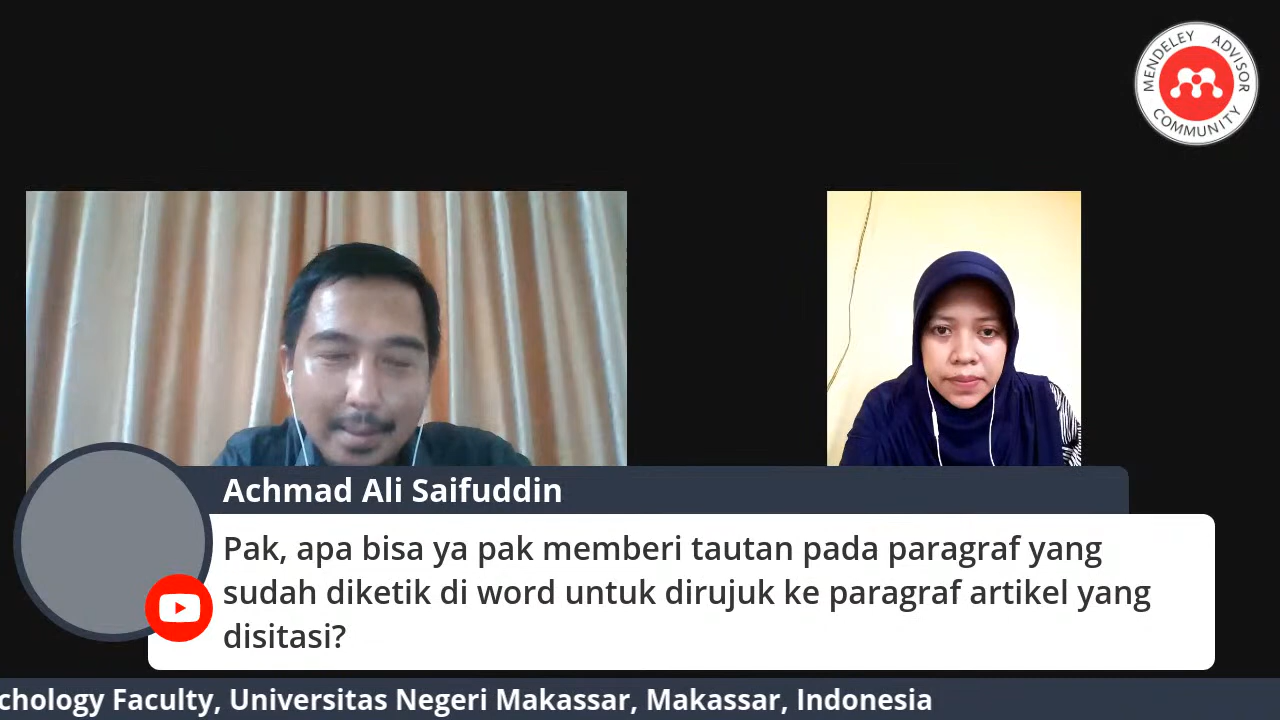 MENDELEY ADVISOR
COMMUNITY
Achmad Ali Saifuddin
Pak, apa bisa ya pak memberi tautan pada paragraf yang
sudah diketik di word untuk dirujuk ke paragraf artikel yang
disitasi?
chology Faculty, Universitas Negeri Makassar, Makassar, Indonesia